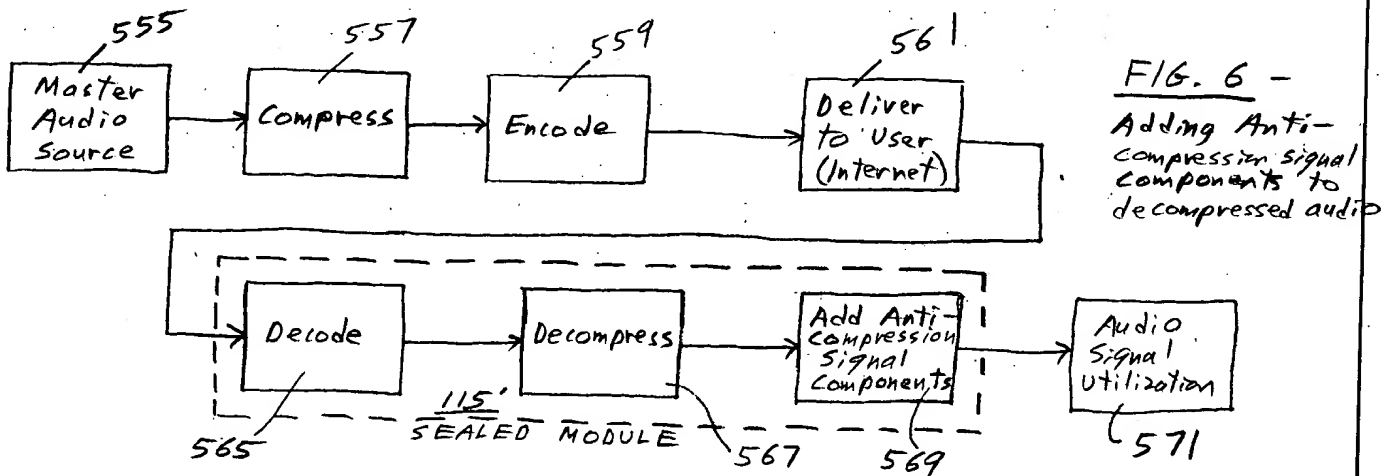 555
557
559
561
Master
Audio
Source
Compress
Encode
Deliver
to User
(Internet)
FIG. 6 -
Adding Anti-
compression signal
components to
decompressed audio
Decode
Decompress
Add Anti-
compression
Signal
Components
Audio
Signal
Utilization
115'
SEALED MODULE
565
567
569
571